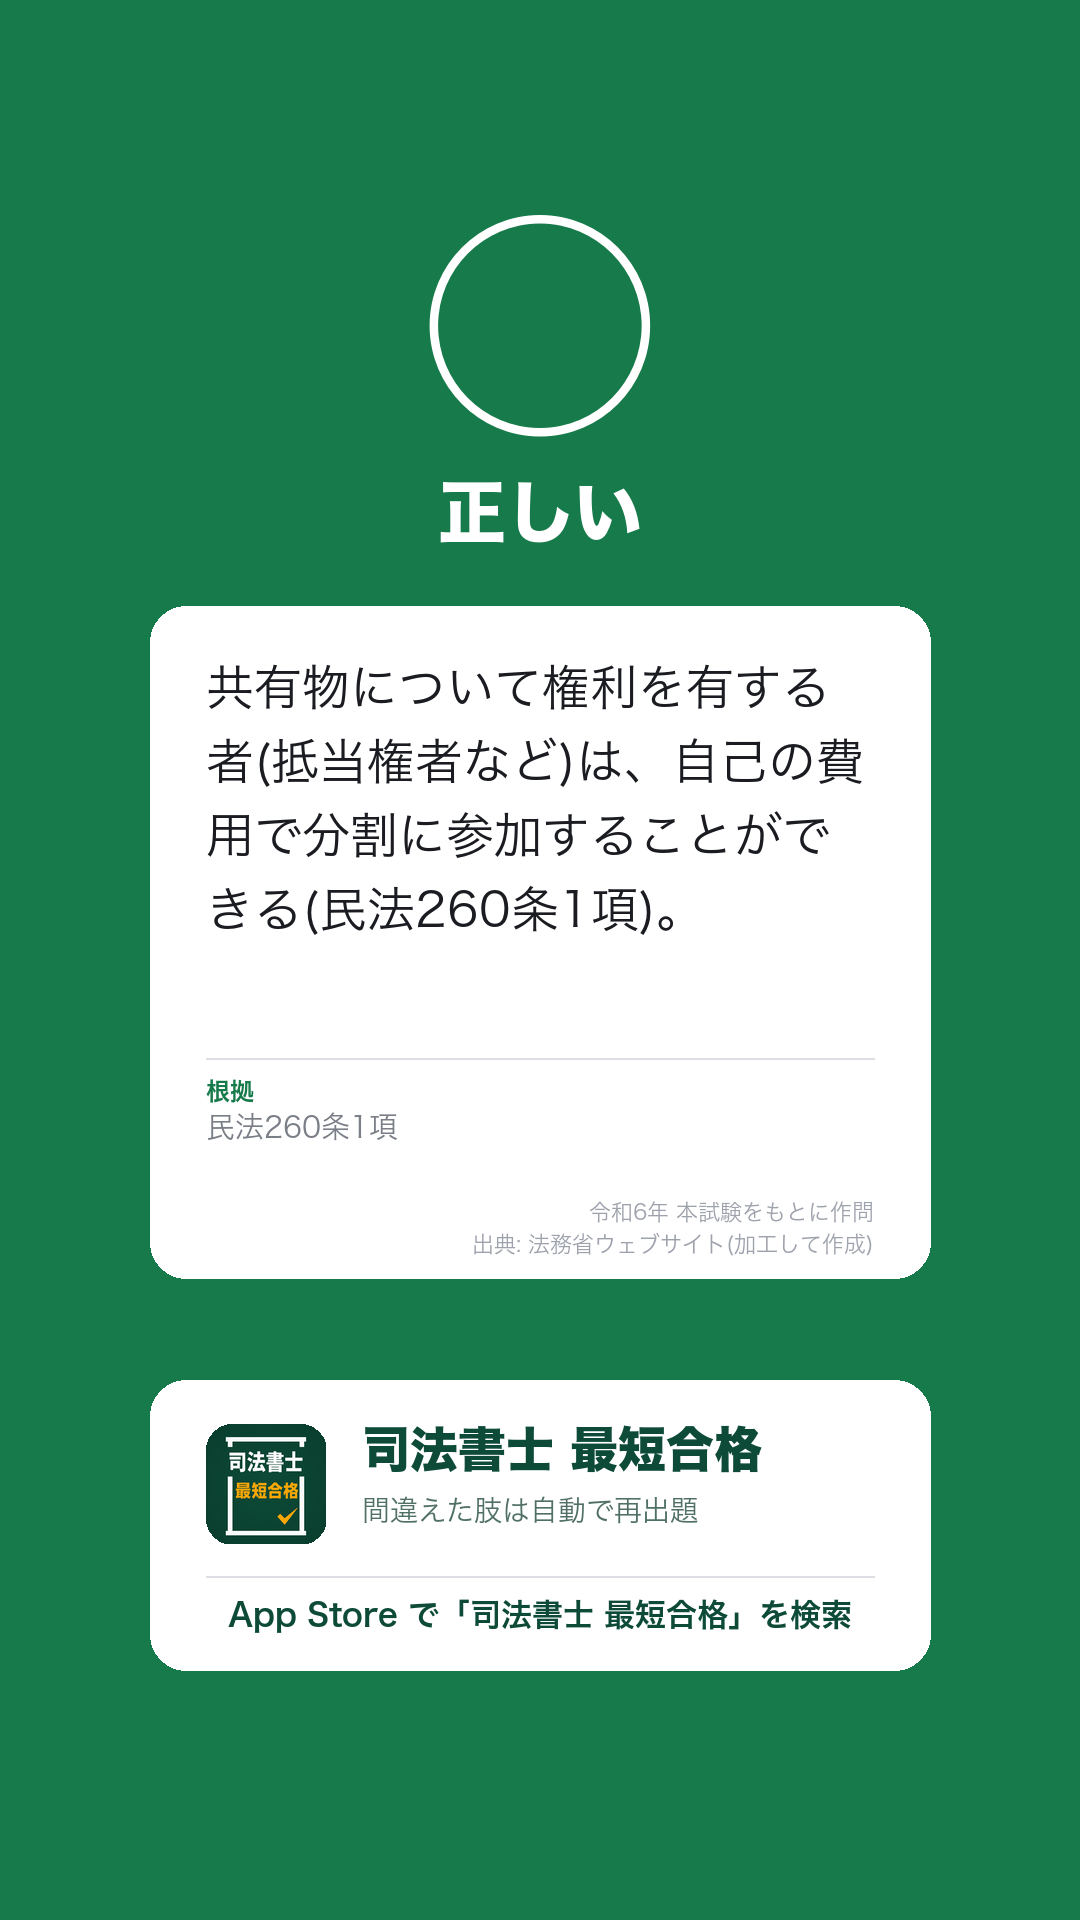 正しい
共有物について権利を有する
者(抵当権者など)は、自己の費
用で分割に参加することがで
きる(民法260条1項)。
根拠
民法260条1項
令和6年 本試験をもとに作問
出典: 法務省ウェブサイト(加工して作成)
司法書士
最短合格
司法書士 最短合格
間違えた肢は自動で再出題
App Store で「司法書士 最短合格」を検索